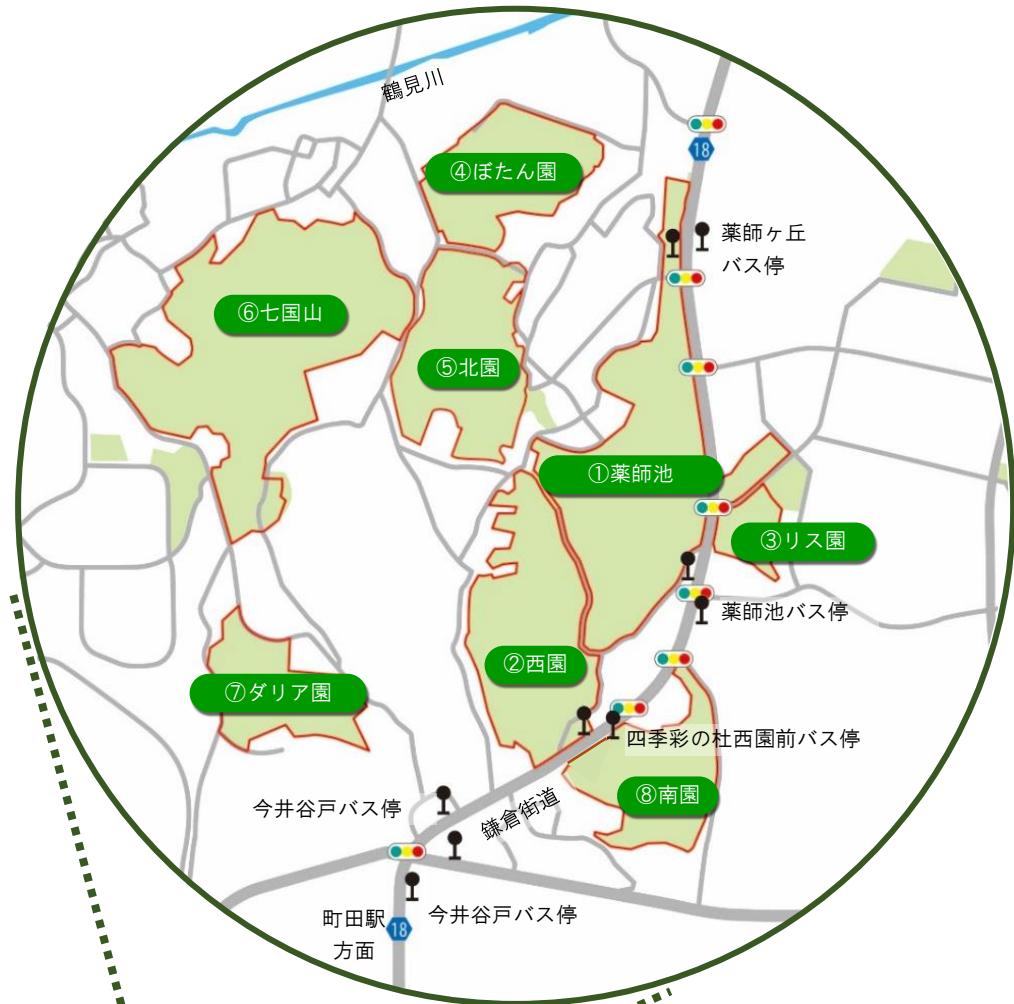 鶴見川
④ぼたん園
18
薬師ヶ丘
バス停
⑥七国山
⑤北園
①薬師池
③リス園
薬師池バス停
②西園
⑦ダリア園
四季彩の杜西園前バス停
⑧南園
今井谷戸バス停
鎌倉街道
今井谷戸バス停
町田駅
方面
18